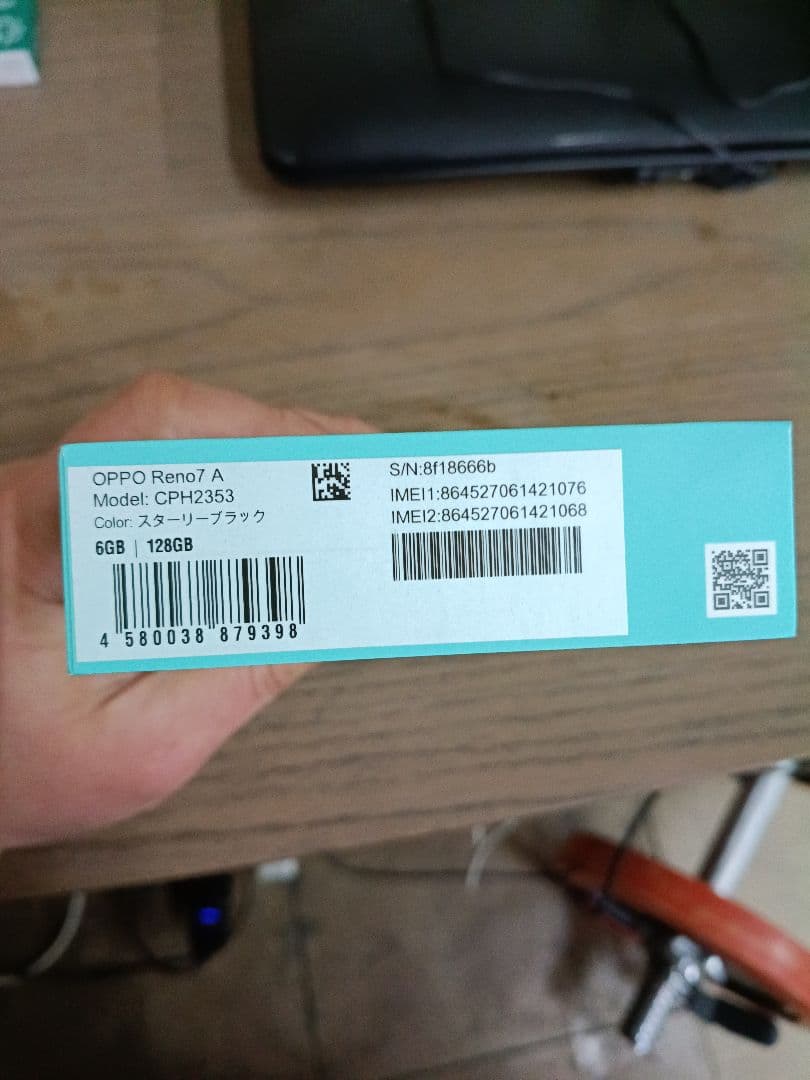 OPPO Reno7 A
Model: CPH2353
Color: スターリーブラック
6GB | 128GB
4 580038 879398
S/N:8f18666b
IMEI1:864527061421076
IMEI2:864527061421068